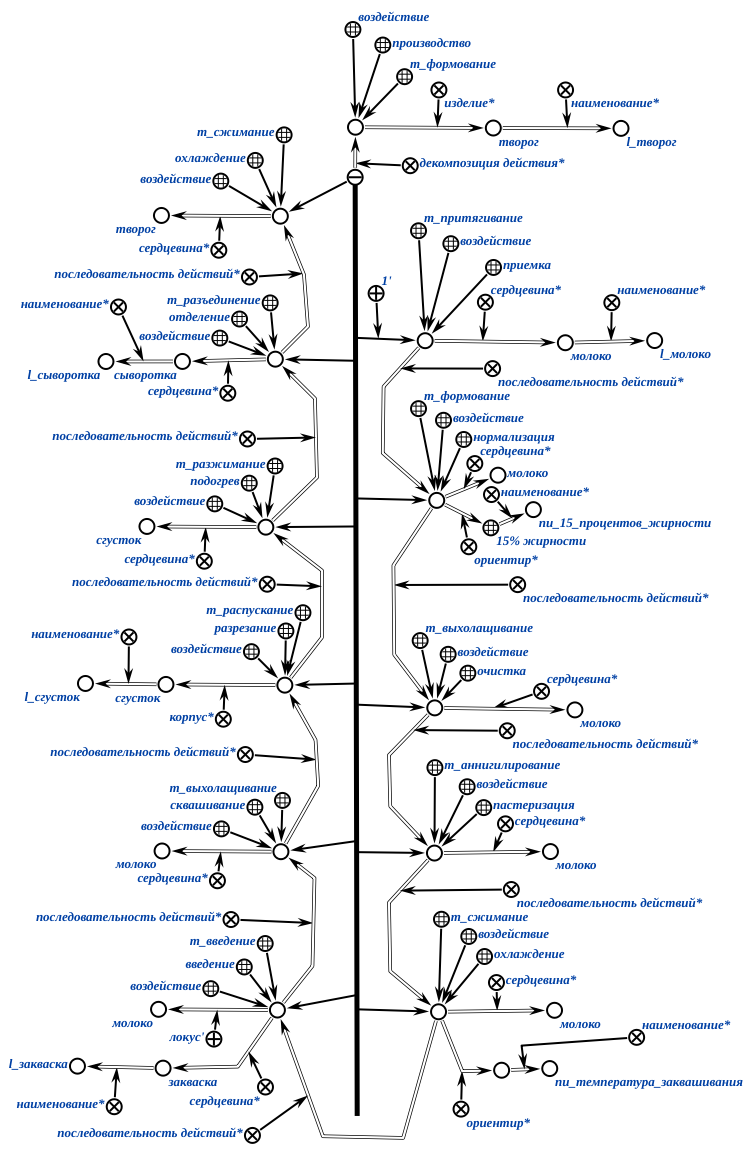 воздействие
производство
т_формование
изделие*
наименование*
творог
l_творог
декомпозиция действия*
т_сжимание
охлаждение
воздействие
творог
сердцевина*
последовательность действий*
т_притягивание
воздействие
приемка
1'
сердцевина*
наименование*
молоко
l_молоко
последовательность действий*
наименование*
т_разъединение
отделение
воздействие
l_сыворотка
сыворотка
сердцевина*
последовательность действий*
т_формование
воздействие
нормализация
сердцевина*
молоко
наименование*
пи_15_процентов_жирности
15% жирности
ориентир*
последовательность действий*
т_разжимание
подогрев
воздействие
сгусток
сердцевина*
последовательность действий*
т_распускание
разрезание
воздействие
наименование*
l_сгусток
сгусток
корпус*
последовательность действий*
т_выхолащивание
воздействие
очистка
сердцевина*
молоко
последовательность действий*
т_выхолащивание
сквашивание
воздействие
молоко
сердцевина*
последовательность действий*
т_аннигилирование
воздействие
пастеризация
сердцевина*
молоко
последовательность действий*
т_введение
введение
воздействие
молоко
локус'
l_закваска
закваска
наименование*
сердцевина*
последовательность действий*
т_сжимание
воздействие
охлаждение
сердцевина*
молоко
наименование*
пи_температура_заквашивания
ориентир*